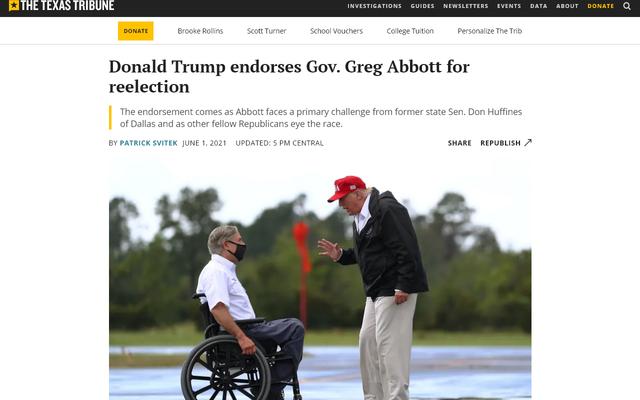 THE TEXAS TRIBUNE
INVESTIGATIONS GUIDES NEWSLETTERS EVENTS DATA ABOUT DONATE
DONATE Brooke Rollins Scott Turner School Vouchers College Tuition Personalize The Trib
Donald Trump endorses Gov. Greg Abbott for
reelection
The endorsement comes as Abbott faces a primary challenge from former state Sen. Don Huffines
of Dallas and as other fellow Republicans eye the race.
BY PATRICK SVITEK JUNE 1, 2021 UPDATED: 5 PM CENTRAL SHARE REPUBLISH